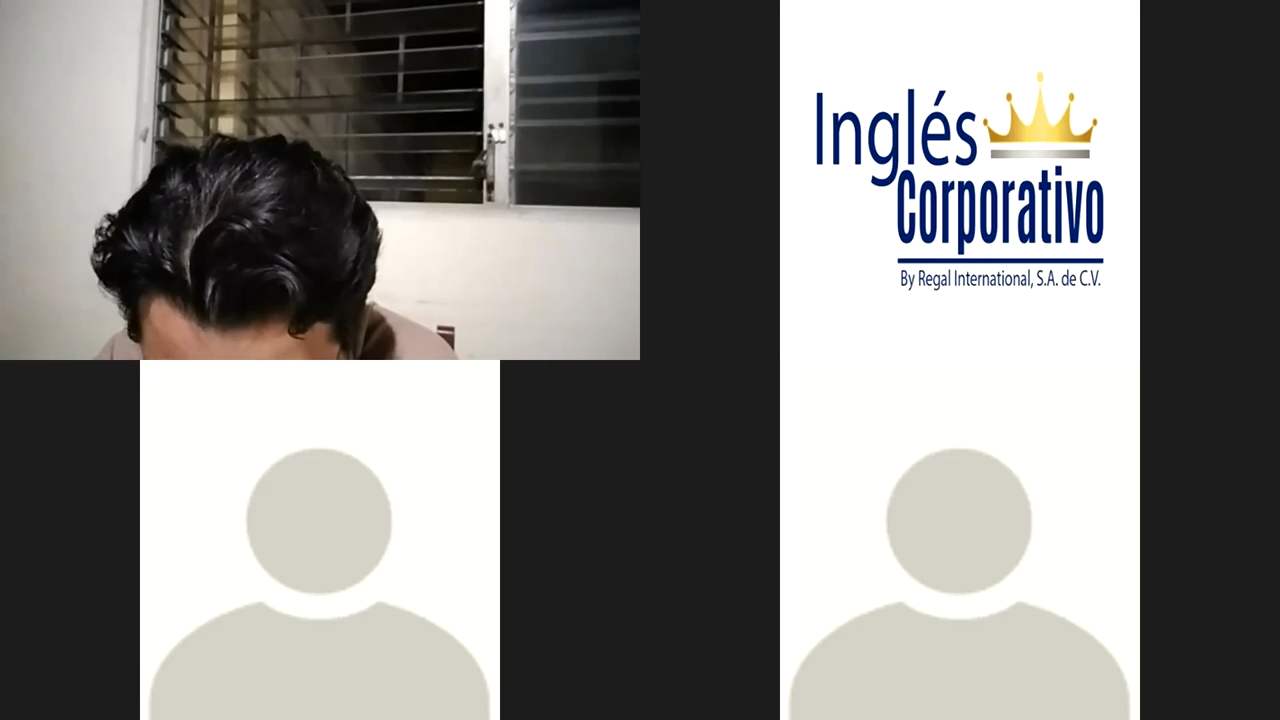 Inglés
Corporativo
By Regal International, S.A. de C.V.